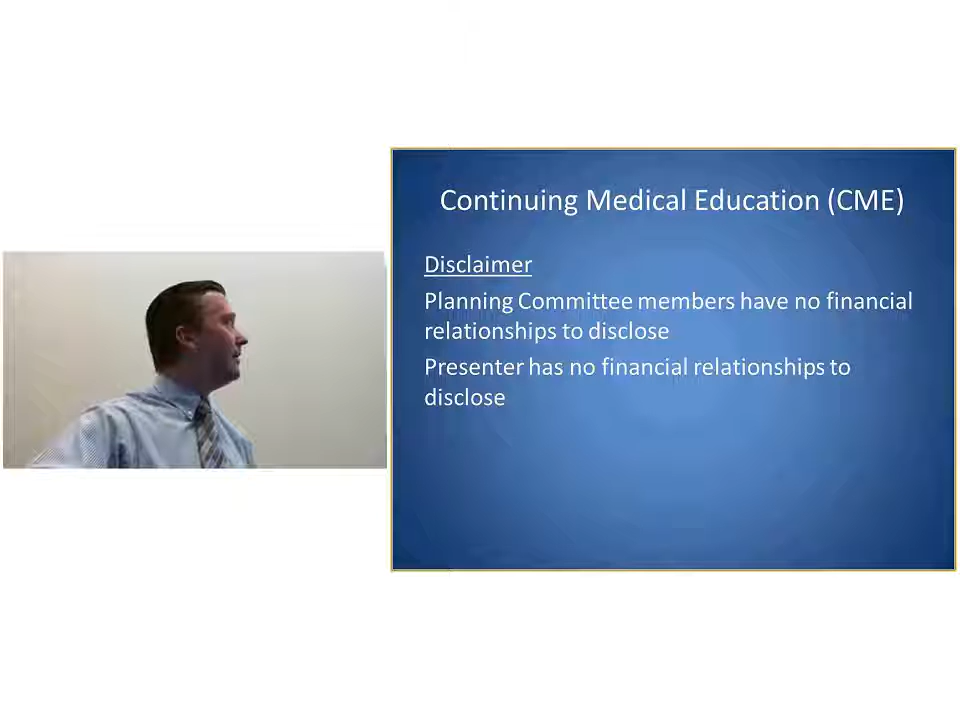 Continuing Medical Education (CME)
Disclaimer
Planning Committee members have no financial
relationships to disclose
Presenter has no financial relationships to
disclose